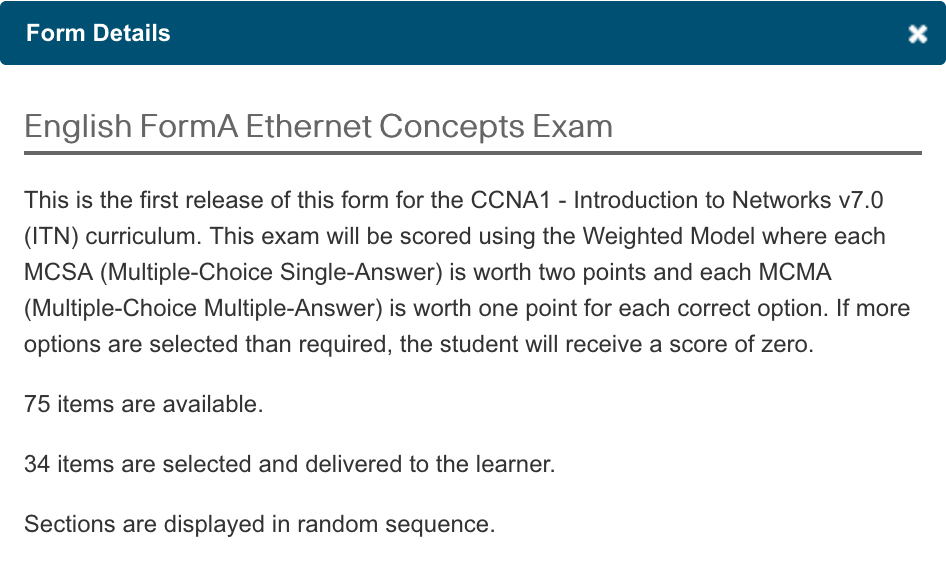 Form Details
English FormA Ethernet Concepts Exam
This is the first release of this form for the CCNA1 - Introduction to Networks v7.0
(ITN) curriculum. This exam will be scored using the Weighted Model where each
MCSA (Multiple-Choice Single-Answer) is worth two points and each MCMA
(Multiple-Choice Multiple-Answer) is worth one point for each correct option. If more
options are selected than required, the student will receive a score of zero.
75 items are available.
34 items are selected and delivered to the learner.
Sections are displayed in random sequence.